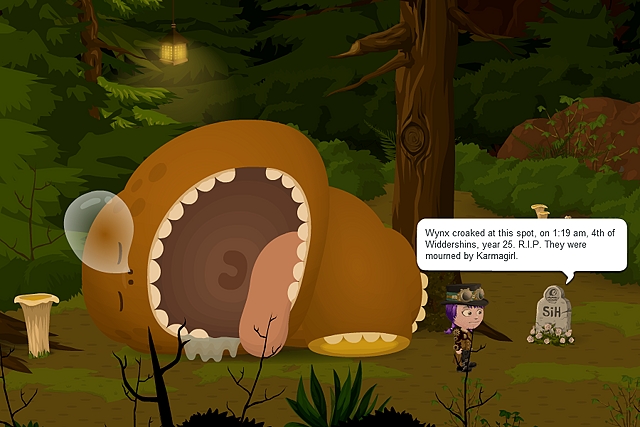 Wynx croaked at this spot, on 1:19 am, 4th of
Widdershins, year 25. R.I.P. They were
mourned by Karmagirl.
SiH